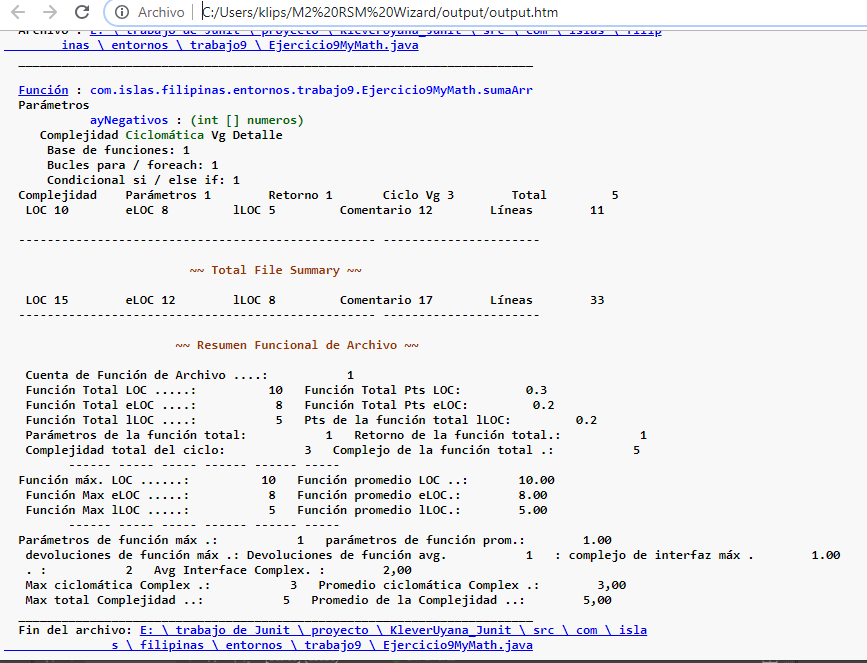 Archivo C:/Users/klips/M2%20RSM%20Wizard/output/output.htm
Archivo : E: \ trabajo de Junit \ proyecto \ KleverUyana_Junit \ src \ com \ islas \ filip
inas \ entornos \ trabajo9 \ Ejercicio9MyMath.java
Función : com.islas.filipinas.entornos.trabajo9.Ejercicio9MyMath.sumaArr
Parámetros
ayNegativos : (int [] numeros)
Complejidad Ciclomática Vg Detalle
Base de funciones: 1
Bucles para / foreach: 1
Condicional si / else if: 1
Complejidad Parámetros 1 Retorno 1 Ciclo Vg 3 Total 5
LOC 10 eLOC 8 lLOC 5 Comentario 12 Líneas 11
-------------------------------------------------- ----------------------
~~ Total File Summary ~~
LOC 15 eLOC 12 lLOC 8 Comentario 17 Líneas 33
-------------------------------------------------- ----------------------
~~ Resumen Funcional de Archivo ~~
Cuenta de Función de Archivo ....: 1
Función Total LOC .....: 10 Función Total Pts LOC: 0.3
Función Total eLOC ....: 8 Función Total Pts eLOC: 0.2
Función Total lLOC ....: 5 Pts de la función total lLOC: 0.2
Parámetros de la función total: 1 Retorno de la función total.: 1
Complejidad total del ciclo: 3 Complejo de la función total .: 5
------ ----- ----- ------ ------ -----
Función máx. LOC ......: 10 Función promedio LOC ..: 10.00
Función Max eLOC .....: 8 Función promedio eLOC.: 8.00
Función Max lLOC .....: 5 Función promedio lLOC.: 5.00
------ ----- ----- ------ ------ -----
Parámetros de función máx .: 1 parámetros de función prom.: 1.00
devoluciones de función máx .: Devoluciones de función avg. 1 : complejo de interfaz máx . 1.00
. : 2 Avg Interface Complex. : 2,00
Max ciclomática Complex .: 3 Promedio ciclomática Complex .: 3,00
Max total Complejidad ..: 5 Promedio de la Complejidad ..: 5,00
Fin del archivo: E: \ trabajo de Junit \ proyecto \ KleverUyana_Junit \ src \ com \ isla
s \ filipinas \ entornos \ trabajo9 \ Ejercicio9MyMath.java